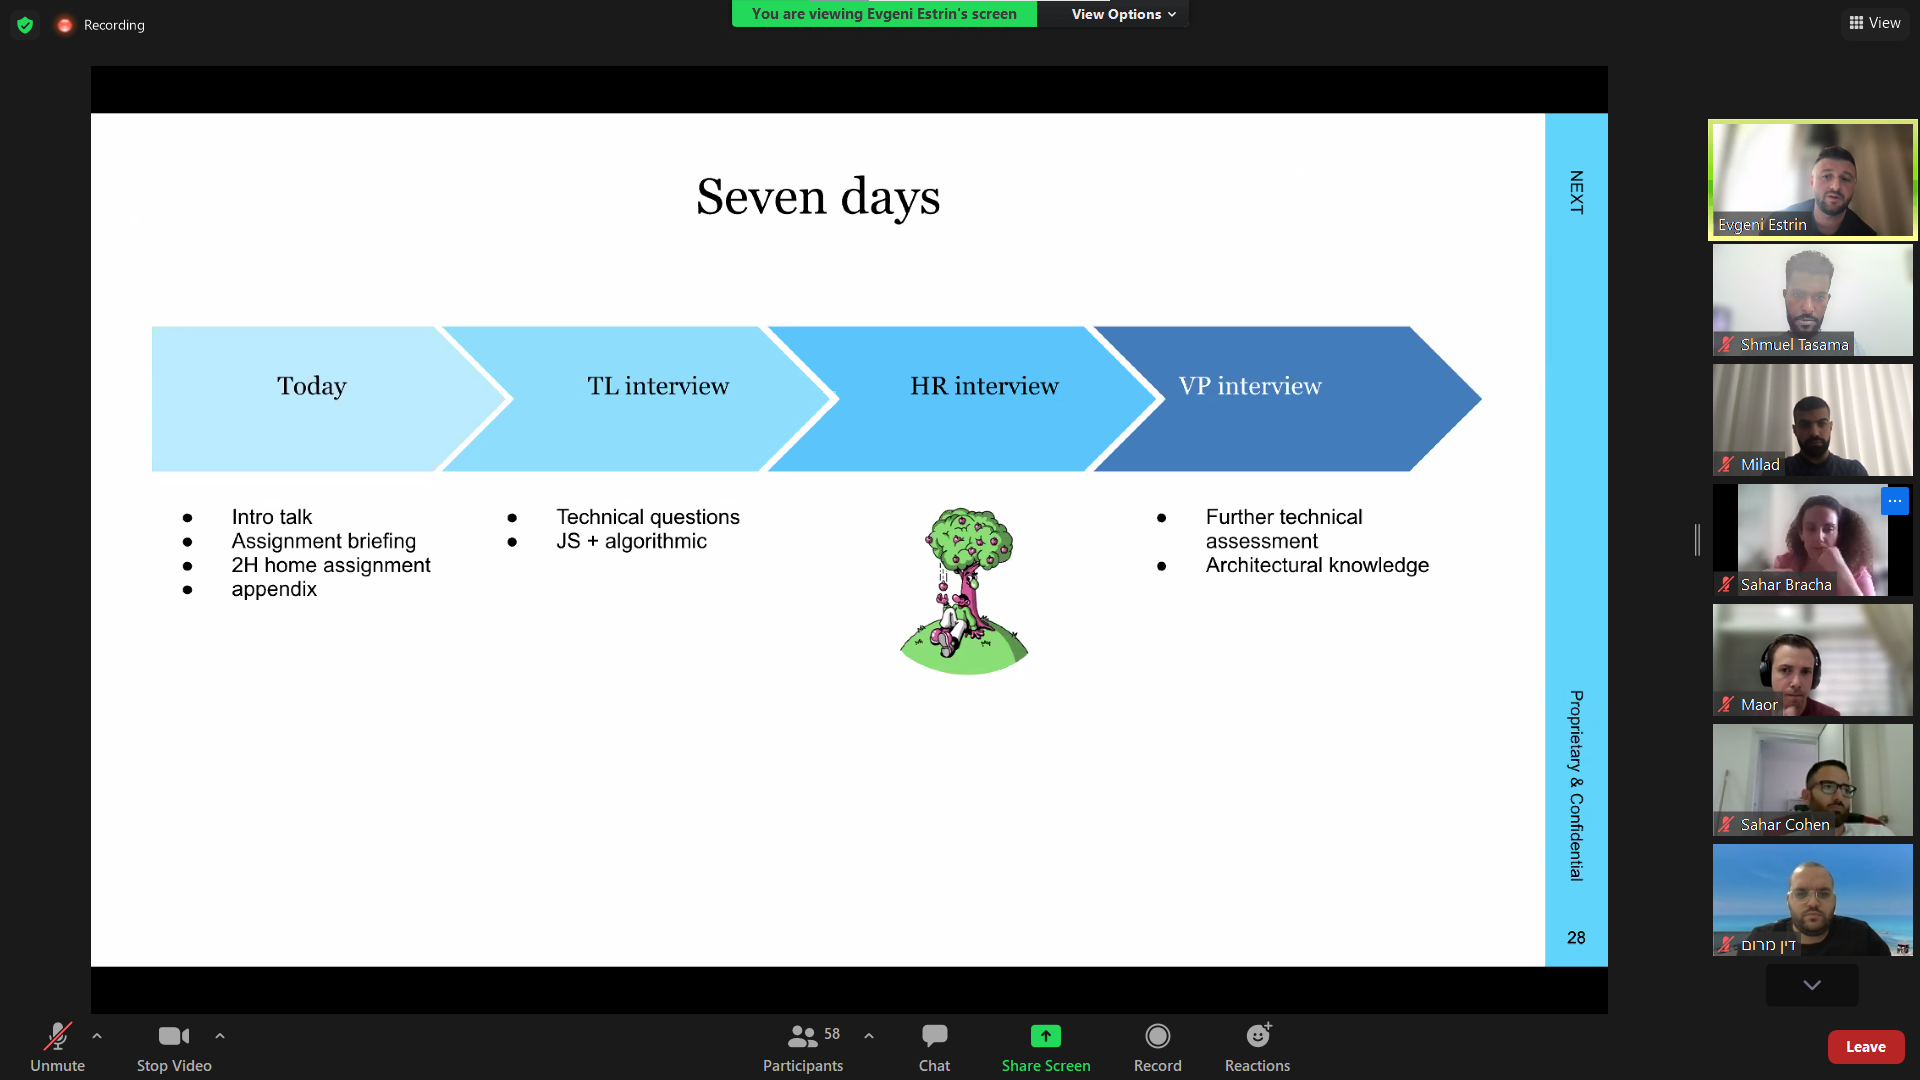 Recording
You are viewing Evgeni Estrin's screen
View Options
View
Seven days
NEXT
Today
TL interview
HR interview
VP interview
Intro talk
Assignment briefing
2H home assignment
appendix
Technical questions
JS + algorithmic
Further technical
assessment
Architectural knowledge
Proprietary & Confidential
28
Evgeni Estrin
Shmuel Tasama
Milad
Sahar Bracha
Maor
Sahar Cohen
דין מרום
Unmute
Stop Video
58
Participants
Chat
Share Screen
Record
Reactions
Leave